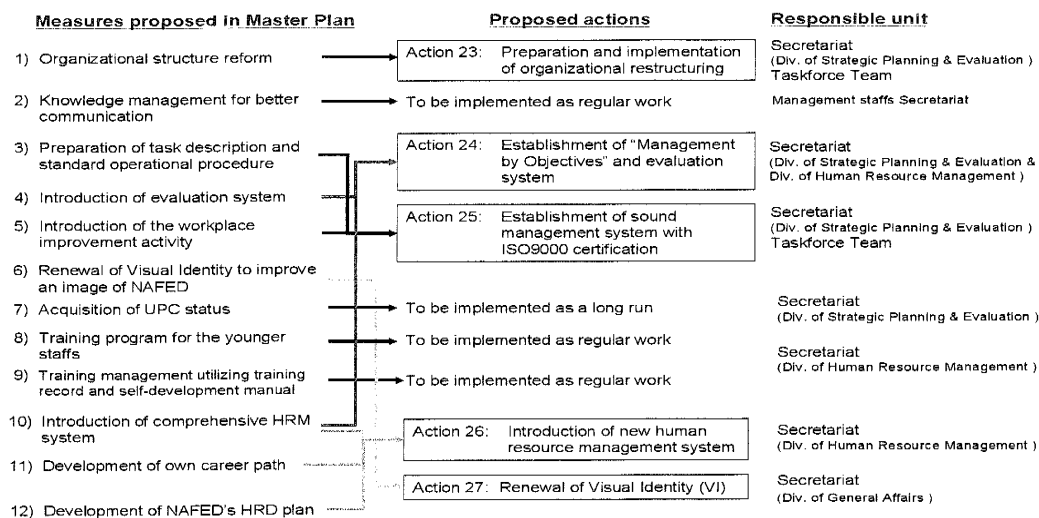 Measures proposed in Master Plan
Proposed actions
Responsible unit
1) Organizational structure reform
Action 23: Preparation and implementation
of organizational restructuring
Secretariat
(Div. of Strategic Planning & Evaluation )
Taskforce Team
2) Knowledge management for better
communication
To be implemented as regular work
Management staffs Secretariat
3) Preparation of task description and
standard operational procedure
Action 24: Establishment of "Management
by Objectives" and evaluation
system
Secretariat
(Div. of Strategic Planning & Evaluation &
Div. of Human Resource Management )
4) Introduction of evaluation system
5) Introduction of the workplace
improvement activity
Action 25: Establishment of sound
management system with
ISO9000 certification
Secretariat
(Div. of Strategic Planning & Evaluation )
Taskforce Team
6) Renewal of Visual Identity to improve
an image of NAFED
7) Acquisition of UPC status
To be implemented as a long run
Secretariat
(Div. of Strategic Planning & Evaluation )
8) Training program for the younger
staffs
To be implemented as regular work
Secretariat
(Div. of Human Resource Management )
9) Training management utilizing training
record and self-development manual
To be implemented as regular work
10) Introduction of comprehensive HRM
system
Action 26: Introduction of new human
resource management system
Secretariat
(Div. of Human Resource Management )
11) Development of own career path
Action 27: Renewal of Visual Identity (VI)
Secretariat
(Div. of General Affairs )
12) Development of NAFED's HRD plan